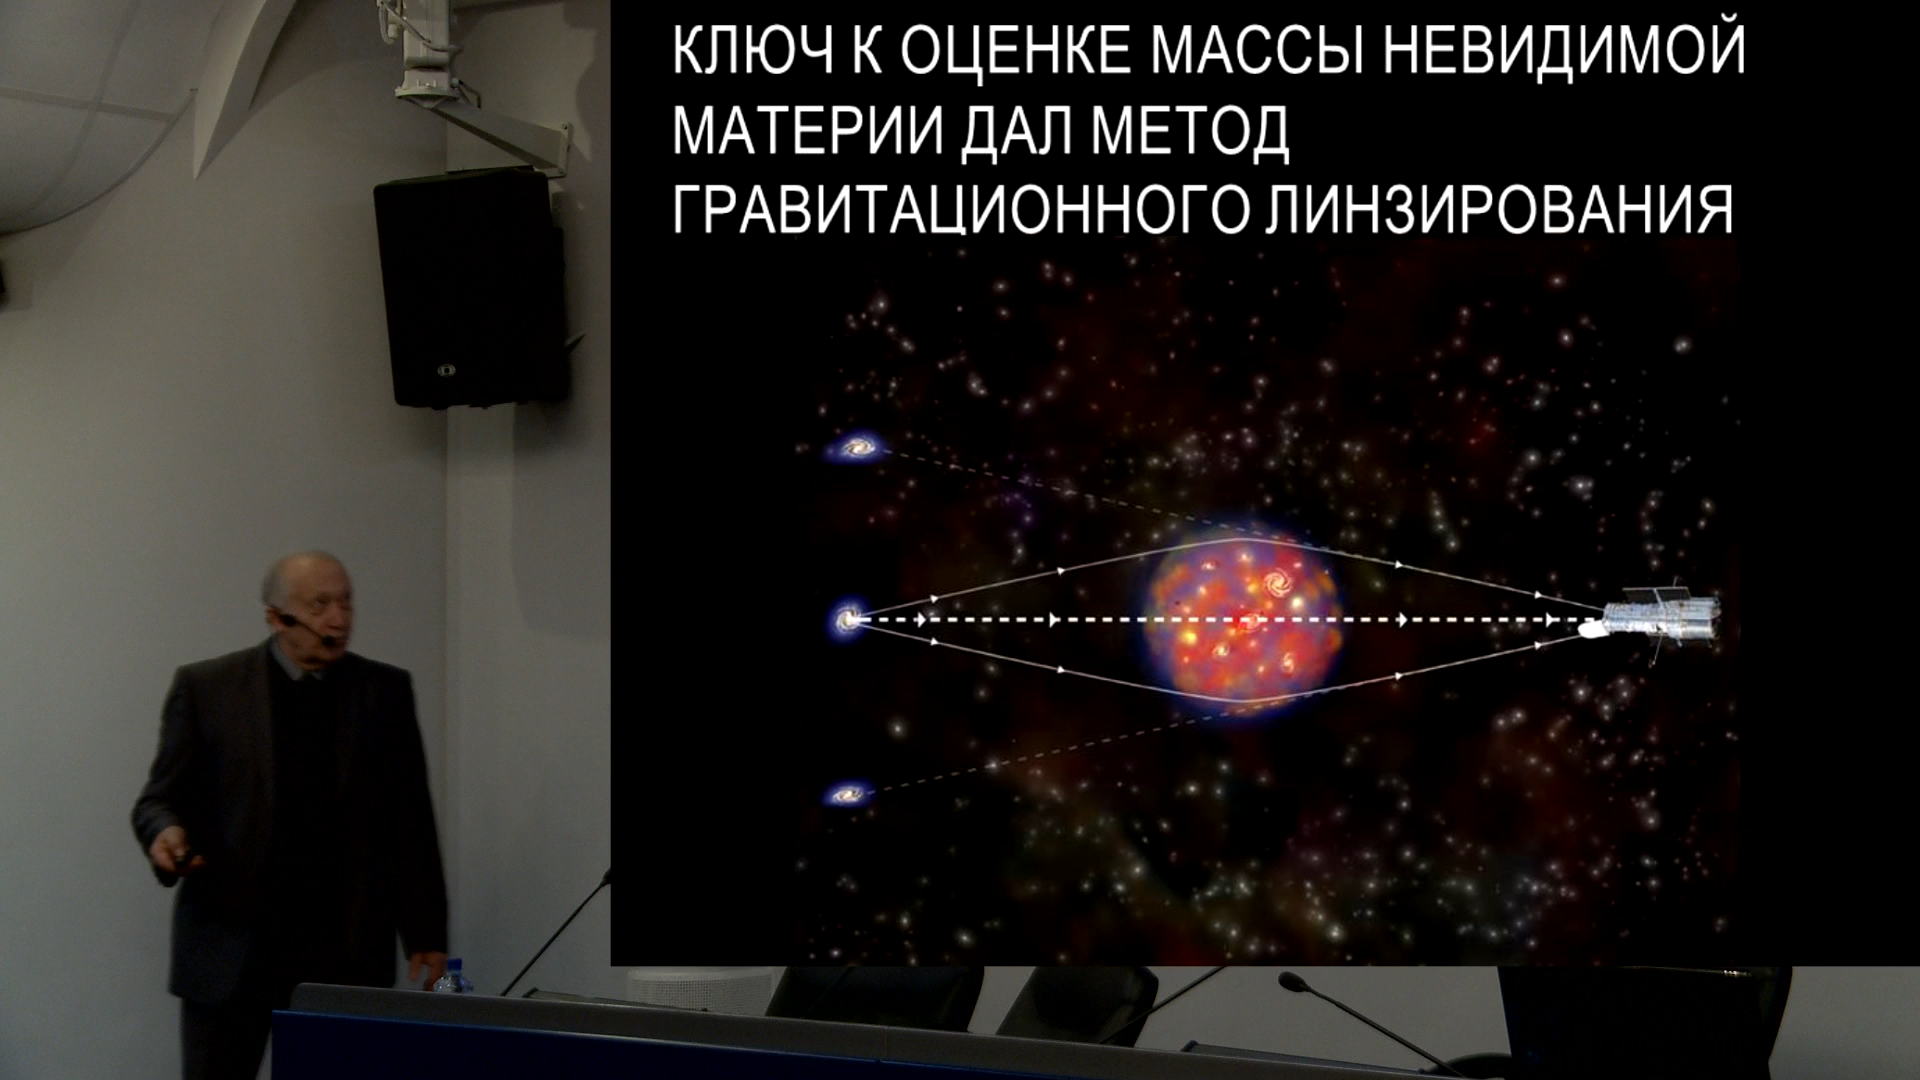 КЛЮЧ К ОЦЕНКЕ МАССЫ НЕВИДИМОЙ
МАТЕРИИ ДАЛ МЕТОД
ГРАВИТАЦИОННОГО ЛИНЗИРОВАНИЯ